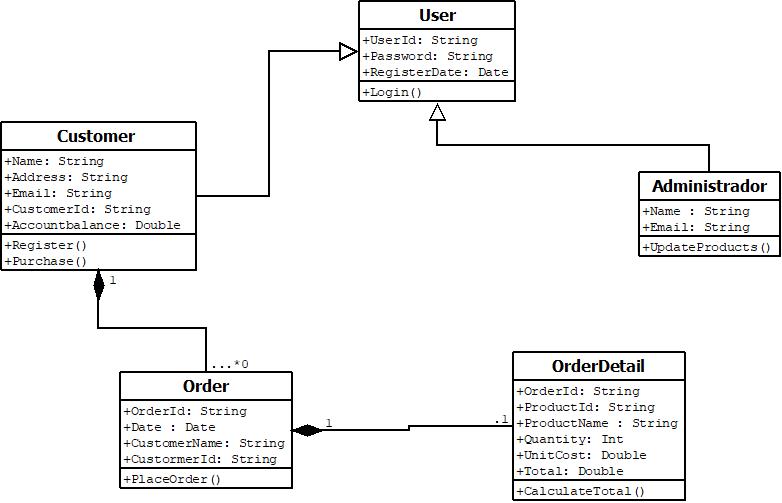 User
+UserId: String
+Password: String
+RegisterDate: Date
+Login()
Customer
+Name: String
+Address: String
+Email: String
+CustomerId: String
+Accountbalance: Double
+Register()
+Purchase()
1
Administrador
+Name : String
+Email: String
+UpdateProducts()
...*0
Order
+OrderId: String
+Date : Date
+CustomerName: String
+CustormerId: String
+PlaceOrder()
1
.1
OrderDetail
+OrderId: String
+ProductId: String
+ProductName : String
+Quantity: Int
+UnitCost: Double
+Total: Double
+CalculateTotal()